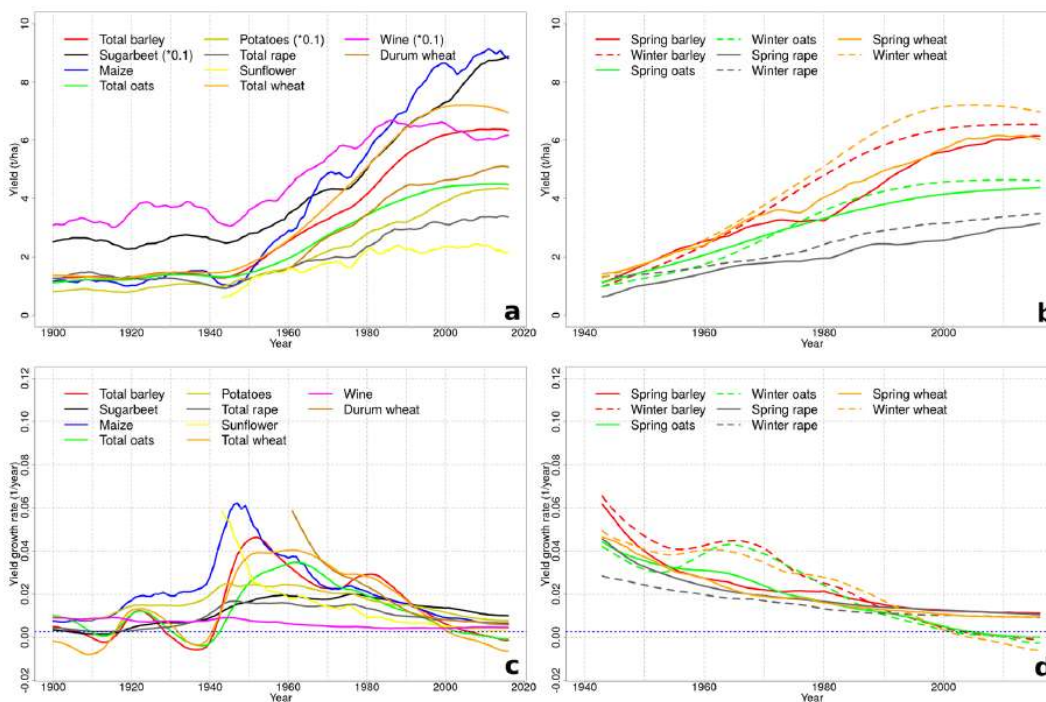 Total barley
Sugarbeet (*0.1)
Maize
Total oats
Potatoes (*0.1)
Total rape
Sunflower
Total wheat
Wine (*0.1)
Durum wheat
Yield (t/ha)
10
8
6
4
2
0
1900
1920
1940
1960
1980
2000
2020
Year
a
Spring barley
Winter barley
Spring oats
Winter oats
Spring rape
Winter rape
Spring wheat
Winter wheat
Yield (t/ha)
10
8
6
4
2
0
1940
1960
1980
2000
Year
b
Total barley
Sugarbeet
Maize
Total oats
Potatoes
Total rape
Sunflower
Total wheat
Wine
Durum wheat
Yield growth rate (1/year)
0.12
0.10
0.08
0.06
0.04
0.02
0.00
-0.02
1900
1920
1940
1960
1980
2000
2020
Year
c
Spring barley
Winter barley
Spring oats
Winter oats
Spring rape
Winter rape
Spring wheat
Winter wheat
Yield growth rate (1/year)
0.12
0.10
0.08
0.06
0.04
0.02
0.00
-0.02
1940
1960
1980
2000
Year
d